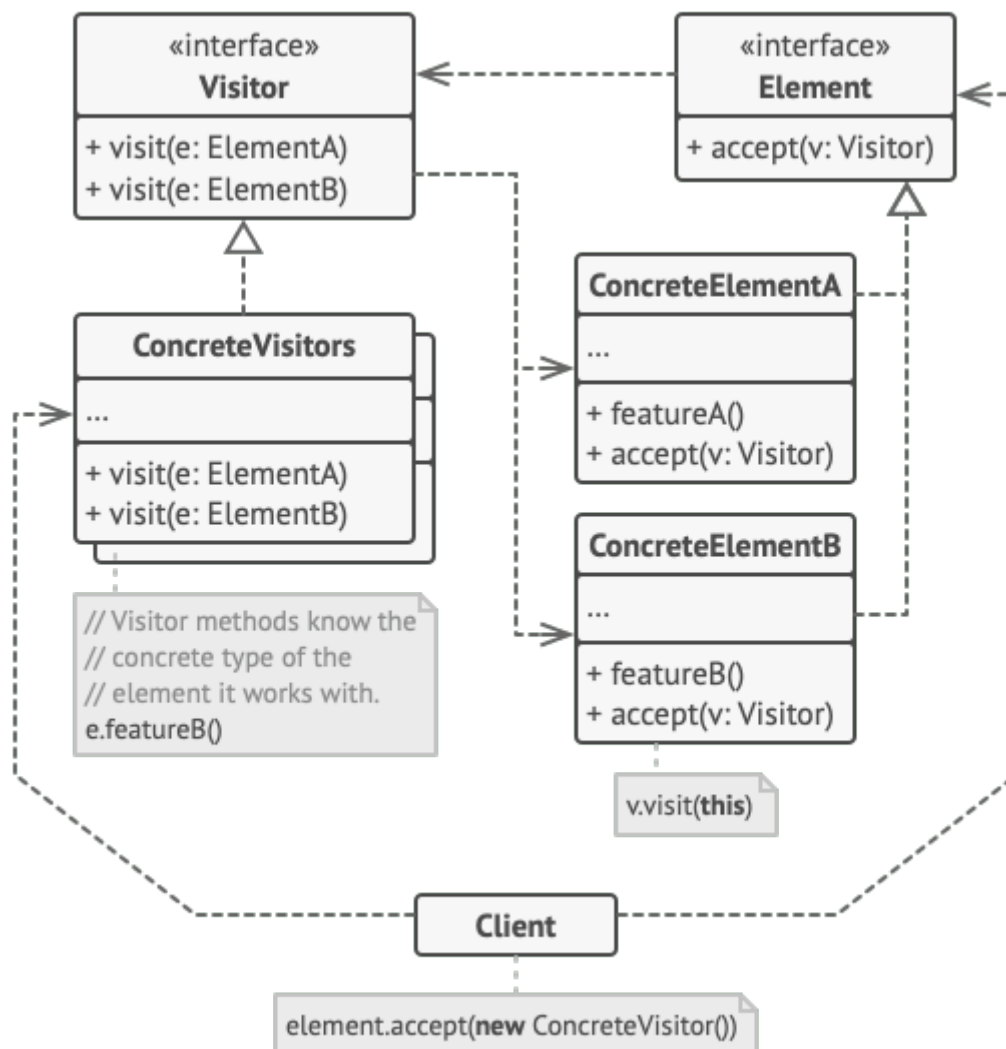 «interface»
Visitor
+ visit(e: ElementA)
+ visit(e: ElementB)
«interface»
Element
+ accept(v: Visitor)
ConcreteVisitors
...
+ visit(e: ElementA)
+ visit(e: ElementB)
// Visitor methods know the
// concrete type of the
// element it works with.
e.featureB()
ConcreteElementA
...
+ featureA()
+ accept(v: Visitor)
ConcreteElementB
...
+ featureB()
+ accept(v: Visitor)
v.visit(this)
Client
element.accept(new ConcreteVisitor())